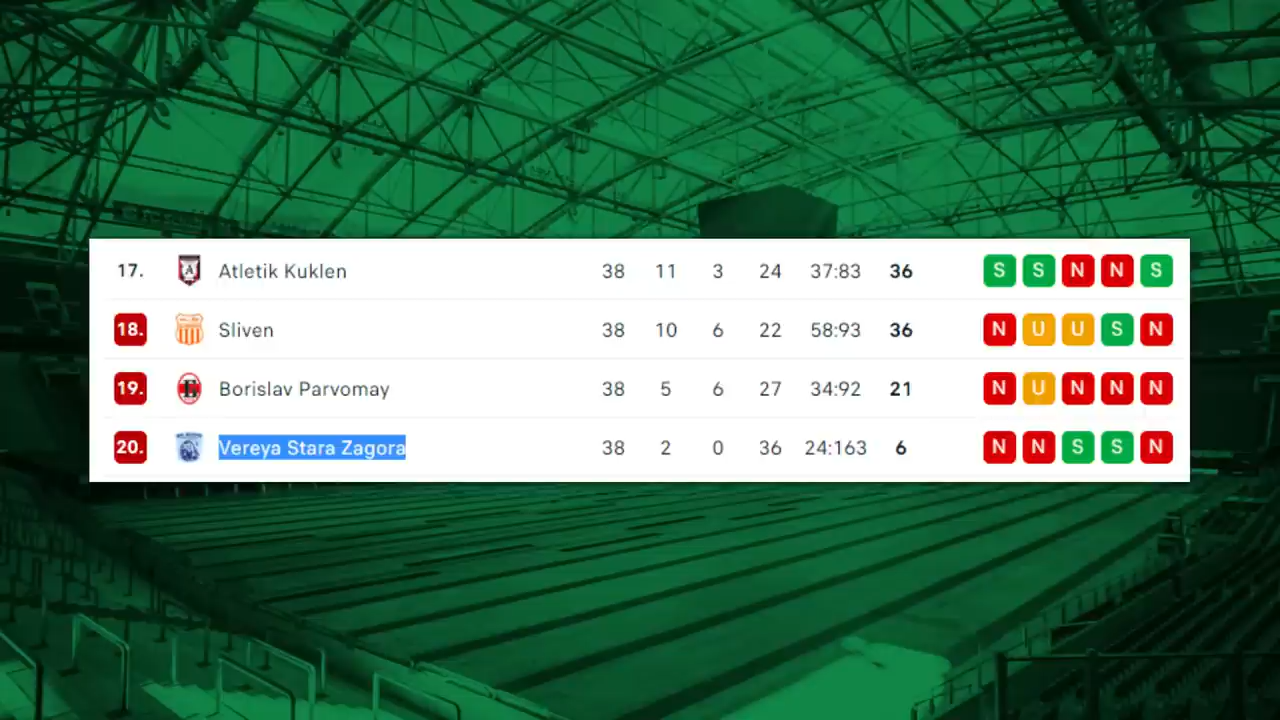 17. Atletik Kuklen 38 11 3 24 37:83 36 S S N N S
18. Sliven 38 10 6 22 58:93 36 N U U S N
19. Borislav Parvomay 38 5 6 27 34:92 21 N U N N N
20. Vereya Stara Zagora 38 2 0 36 24:163 6 N N S S N